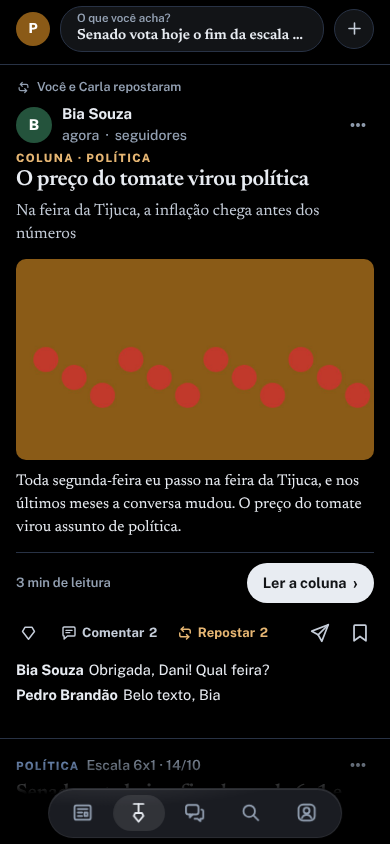 P
O que você acha?
Senado vota hoje o fim da escala ...
Você e Carla repostaram
B
Bia Souza
agora · seguidores
COLUNA · POLÍTICA
O preço do tomate virou política
Na feira da Tijuca, a inflação chega antes dos
números
Toda segunda-feira eu passo na feira da Tijuca, e nos
últimos meses a conversa mudou. O preço do tomate
virou assunto de política.
3 min de leitura
Ler a coluna ›
Comentar 2
Repostar 2
Bia Souza Obrigada, Dani! Qual feira?
Pedro Brandão Belo texto, Bia
POLÍTICA Escala 6x1 · 14/10